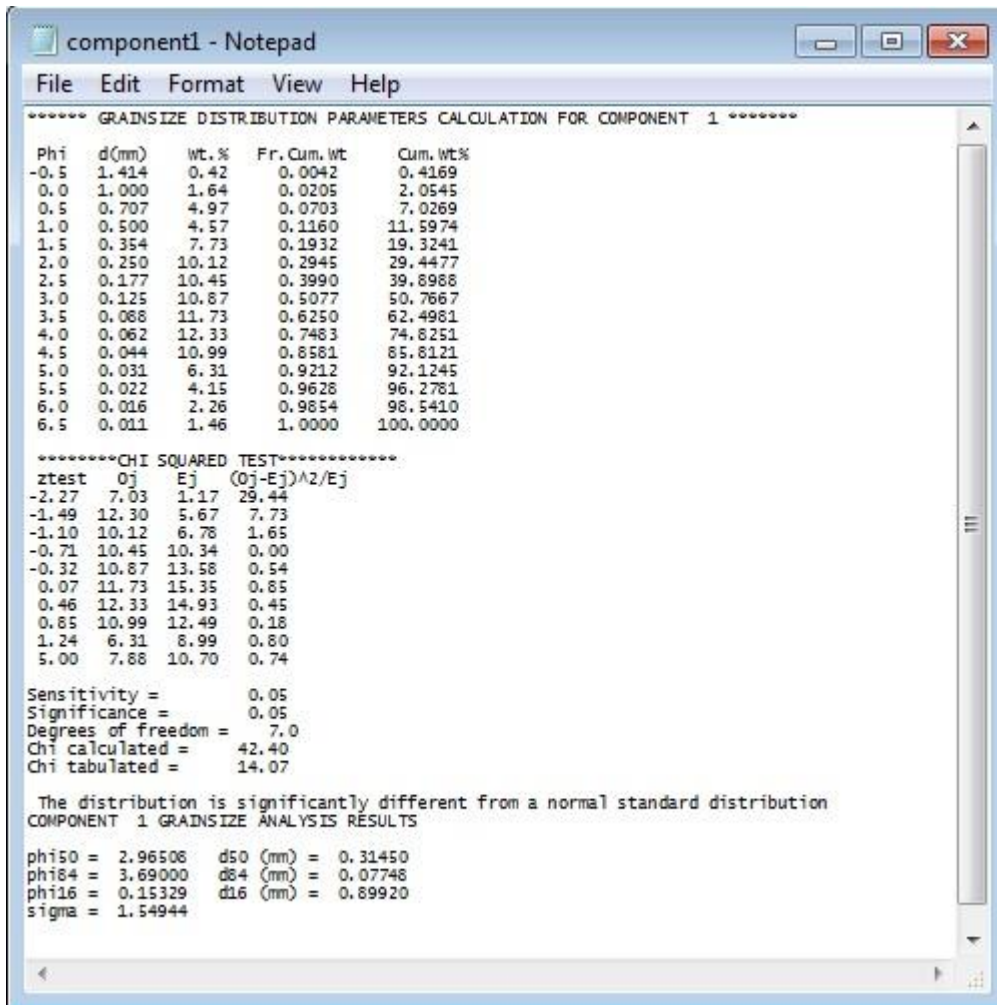 component1 - Notepad
File Edit Format View Help
****** GRAINSIZE DISTRIBUTION PARAMETERS CALCULATION FOR COMPONENT 1 *******
Phi d(mm) Wt.% Fr.Cum.Wt Cum.Wt%
-0.5 1.414 0.42 0.0042 0.4169
0.0 1.000 1.64 0.0205 2.0545
0.5 0.707 4.97 0.0703 7.0269
1.0 0.500 4.57 0.1160 11.5974
1.5 0.354 7.73 0.1932 19.3241
2.0 0.250 10.12 0.2945 29.4477
2.5 0.177 10.45 0.3990 39.8988
3.0 0.125 10.87 0.5077 50.7667
3.5 0.088 11.73 0.6250 62.4981
4.0 0.062 12.33 0.7483 74.8251
4.5 0.044 10.99 0.8581 85.8121
5.0 0.031 6.31 0.9212 92.1245
5.5 0.022 4.15 0.9628 96.2781
6.0 0.016 2.26 0.9854 98.5410
6.5 0.011 1.46 1.0000 100.0000
********CHI SQUARED TEST*************
ztest Oj Ej (Oj-Ej)^2/Ej
-2.27 7.03 1.17 29.44
-1.49 12.30 5.67 7.73
-1.10 10.12 6.78 1.65
-0.71 10.45 10.34 0.00
-0.32 10.87 13.58 0.54
0.07 11.73 15.35 0.85
0.46 12.33 14.93 0.45
0.85 10.99 12.49 0.18
1.24 6.31 8.99 0.80
5.00 7.88 10.70 0.74
Sensitivity = 0.05
Significance = 0.05
Degrees of freedom = 7.0
Chi calculated = 42.40
Chi tabulated = 14.07
The distribution is significantly different from a normal standard distribution
COMPONENT 1 GRAINSIZE ANALYSIS RESULTS
phi50 = 2.96508 d50 (mm) = 0.31450
phi84 = 3.69000 d84 (mm) = 0.07748
phi16 = 0.15329 d16 (mm) = 0.89920
sigma = 1.54944